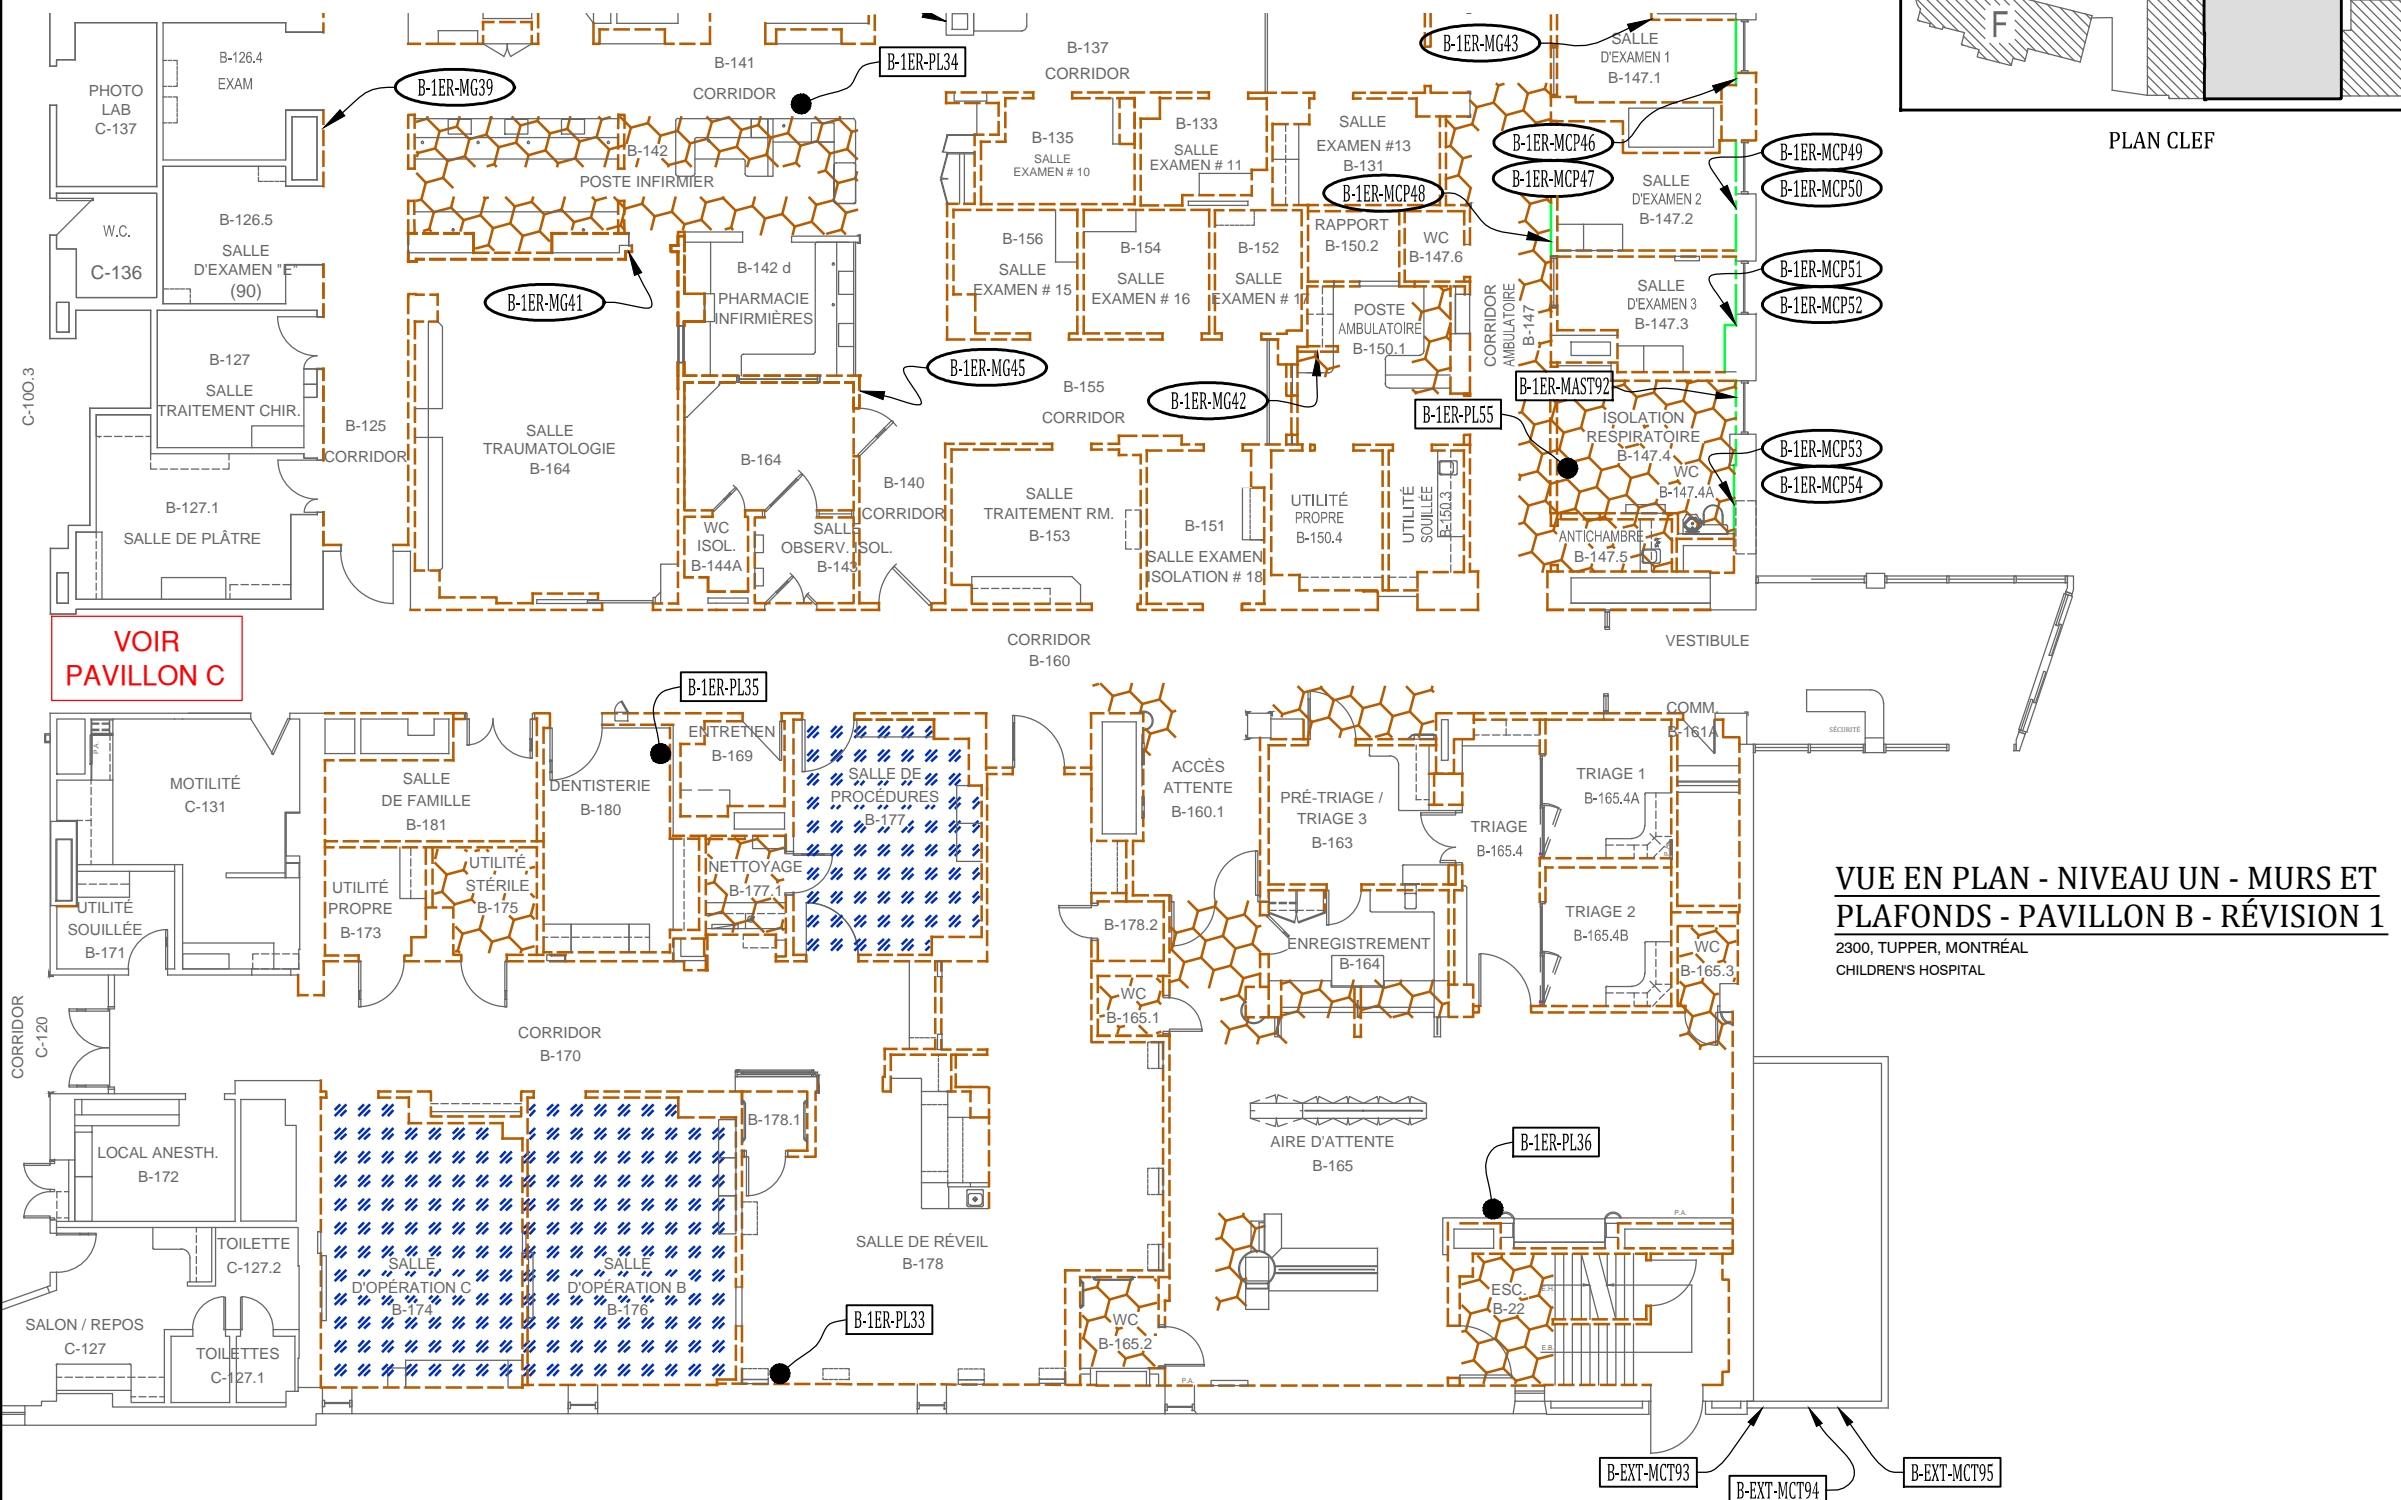 B-126.4
EXAM
PHOTO
LAB
C-137
B-1ER-MG39
B-141
CORRIDOR
B-1ER-PL34
B-137
CORRIDOR
B-1ER-MG43
SALLE
D'EXAMEN 1
B-147.1
F
PLAN CLEF
B-142
POSTE INFIRMIER
B-135
SALLE
EXAMEN # 10
B-133
SALLE
EXAMEN # 11
SALLE
EXAMEN #13
B-131
B-1ER-MCP46
B-1ER-MCP47
B-1ER-MCP48
B-1ER-MCP49
B-1ER-MCP50
SALLE
D'EXAMEN 2
B-147.2
W.C.
C-136
B-126.5
SALLE
D'EXAMEN "E"
(90)
B-1ER-MG41
B-142 d
PHARMACIE
INFIRMIÈRES
B-156
SALLE
EXAMEN # 15
B-154
SALLE
EXAMEN # 16
B-152
SALLE
EXAMEN # 17
RAPPORT
B-150.2
WC
B-147.6
POSTE
AMBULATOIRE
B-150.1
CORRIDOR
AMBULATOIRE
B-147
SALLE
D'EXAMEN 3
B-147.3
B-1ER-MCP51
B-1ER-MCP52
C-100.3
B-127
SALLE
TRAITEMENT CHIR.
B-125
CORRIDOR
SALLE
TRAUMATOLOGIE
B-164
B-1ER-MG45
B-155
CORRIDOR
B-1ER-MG42
B-1ER-MAST92
B-1ER-PL55
ISOLATION
RESPIRATOIRE
B-147.4
WC
B-147.4A
B-1ER-MCP53
B-1ER-MCP54
B-127.1
SALLE DE PLÂTRE
B-164
B-140
CORRIDOR
WC
ISOL.
B-144A
SALLE
OBSERV. ISOL.
B-143
SALLE
TRAITEMENT RM.
B-153
B-151
SALLE EXAMEN
ISOLATION # 18
UTILITÉ
PROPRE
B-150.4
UTILITÉ
SOUILLÉE
B-150.3
ANTICHAMBRE
B-147.5
VOIR
PAVILLON C
CORRIDOR
B-160
VESTIBULE
B-1ER-PL35
P.A.
MOTILITÉ
C-131
SALLE
DE FAMILLE
B-181
DENTISTERIE
B-180
ENTRETIEN
B-169
SALLE DE
PROCÉDURES
B-177
ACCÈS
ATTENTE
B-160.1
PRÉ-TRIAGE /
TRIAGE 3
B-163
TRIAGE
B-165.4
TRIAGE 1
B-165.4A
COMM.
B-161A
SÉCURITÉ
UTILITÉ
SOUILLÉE
B-171
UTILITÉ
PROPRE
B-173
UTILITÉ
STÉRILE
B-175
NETTOYAGE
B-177.1
B-178.2
ENREGISTREMENT
B-164
TRIAGE 2
B-165.4B
WC
B-165.3
VUE EN PLAN - NIVEAU UN - MURS ET
PLAFONDS - PAVILLON B - RÉVISION 1
2300, TUPPER, MONTRÉAL
CHILDREN'S HOSPITAL
WC
B-165.1
CORRIDOR
C-120
CORRIDOR
B-170
LOCAL ANESTH.
B-172
B-178.1
AIRE D'ATTENTE
B-165
B-1ER-PL36
P.A.
TOILETTE
C-127.2
SALLE
D'OPÉRATION C
B-174
SALLE
D'OPÉRATION B
B-176
SALLE DE RÉVEIL
B-178
ESC.
B-22
E.H.
E.B.
SALON / REPOS
C-127
TOILETTES
C-127.1
B-1ER-PL33
WC
B-165.2
P.A.
B-EXT-MCT93
B-EXT-MCT94
B-EXT-MCT95